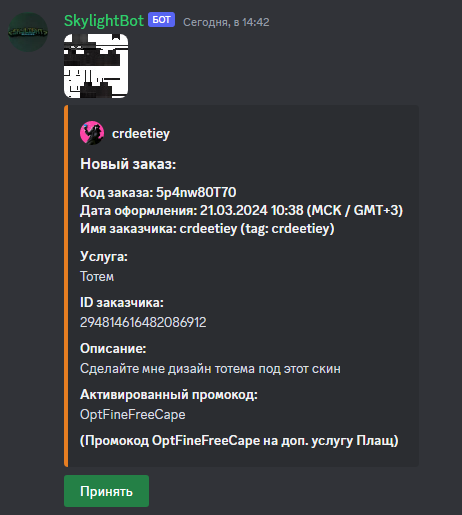 SkylightBot БОТ Сегодня, в 14:42
crdeetiey
Новый заказ:
Код заказа: 5p4nw80T70
Дата оформления: 21.03.2024 10:38 (МСК / GMT+3)
Имя заказчика: crdeetiey (tag: crdeetiey)
Услуга:
Тотем
ID заказчика:
294814616482086912
Описание:
Сделайте мне дизайн тотема под этот скин
Активированный промокод:
OptFineFreeCape
(Промокод OptFineFreeCape на доп. услугу Плащ)
Принять